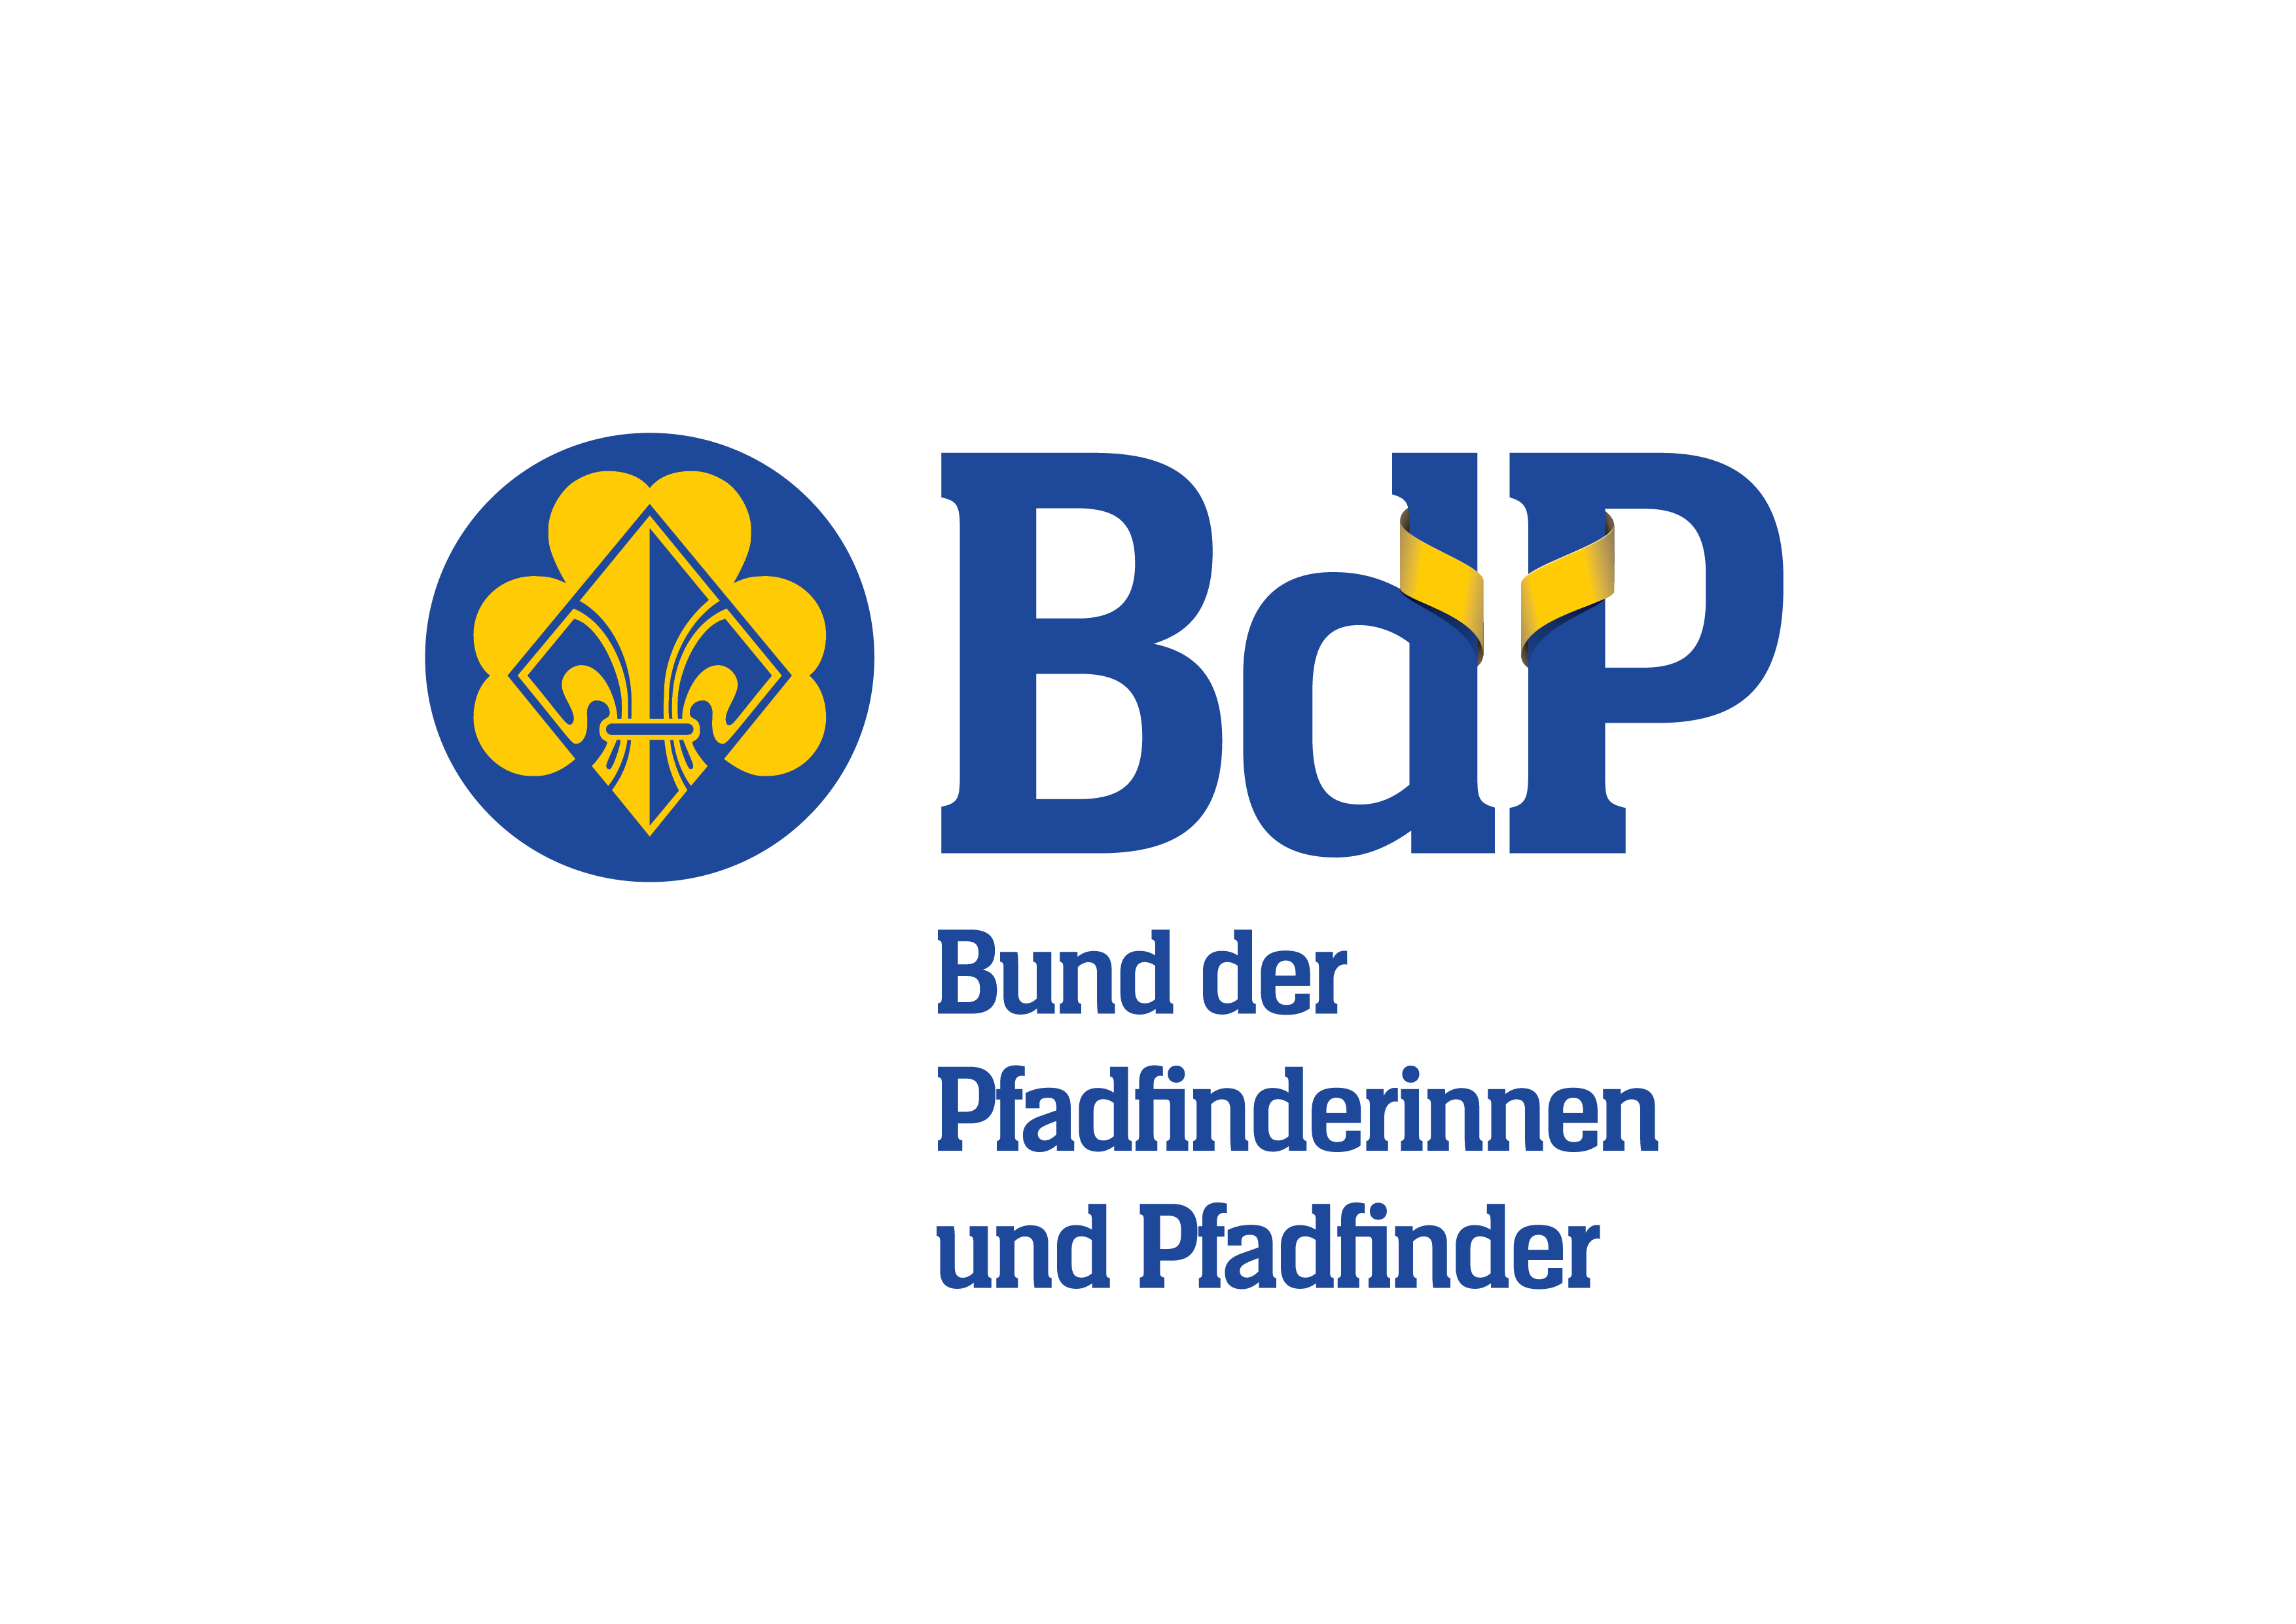 BdP
Bund der
Pfadfinderinnen
und Pfadfinder